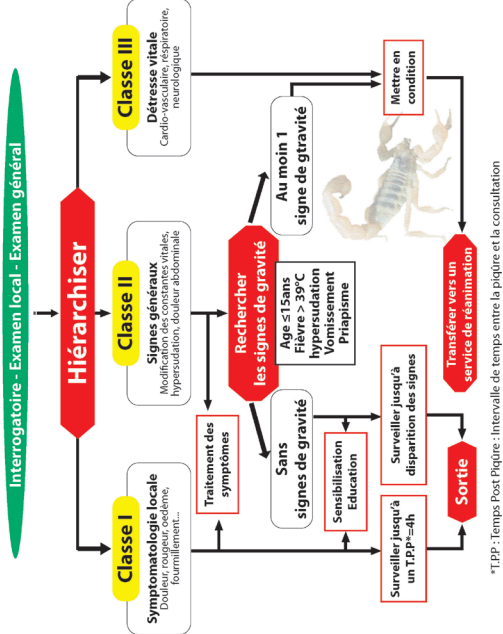 Interrogatoire - Examen local - Examen général
Hiérarchiser
Classe I
Symptomatologie locale
Douleur, rougeur, oedème,
fourmillement...
Classe II
Signes généraux
Modification des constantes vitales,
hypersudation, douleur abdominale
Classe III
Détresse vitale
Cardio-vasculaire, réspiratoire,
neurologique
Traitement des
symptômes
Rechercher
les signes de gravité
Age ≤15ans
Fièvre > 39°C
hypersudation
Vomissement
Priapisme
Sans
signes de gravité
Au moin 1
signe de gtravité
Sensibilisation
Education
Surveiller jusqu'à
un T.P.P*=4h
Surveiller jusqu'à
disparition des signes
Mettre en
condition
Sortie
Transférer vers un
service de réanimation
*T.P.P : Temps Post Piqûre : Intervalle de temps entre la piqûre et la consultation